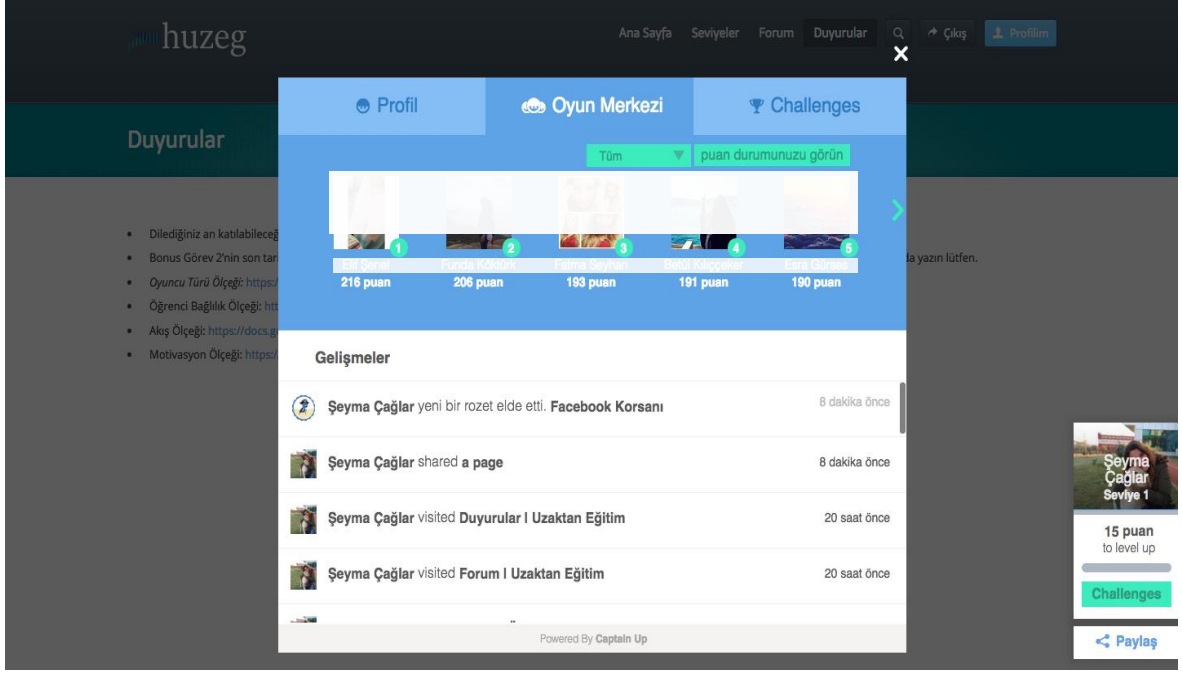 huzeg
Ana Sayfa Seviyeler Forum Duyurular Çıkış Profilim
Profil Oyun Merkezi Challenges
Duyurular
Tüm puan durumunuzu görün
1 2 3 4 5
216 puan 206 puan 193 puan 191 puan 190 puan
Dilediğiniz an katılabileceğ
Bonus Görev 2'nin son tar da yazın lütfen.
Oyuncu Türü Ölçeği: https:/
Öğrenci Bağlılık Ölçeği: htt
Akış Ölçeği: https://docs.g
Motivasyon Ölçeği: https:/
Gelişmeler
Şeyma Çağlar yeni bir rozet elde etti. Facebook Korsanı 8 dakika önce
Şeyma Çağlar shared a page 8 dakika önce
Şeyma Çağlar visited Duyurular | Uzaktan Eğitim 20 saat önce
Şeyma Çağlar visited Forum | Uzaktan Eğitim 20 saat önce
Powered By Captain Up
Şeyma
Çağlar
Seviye 1
15 puan
to level up
Challenges
Paylaş